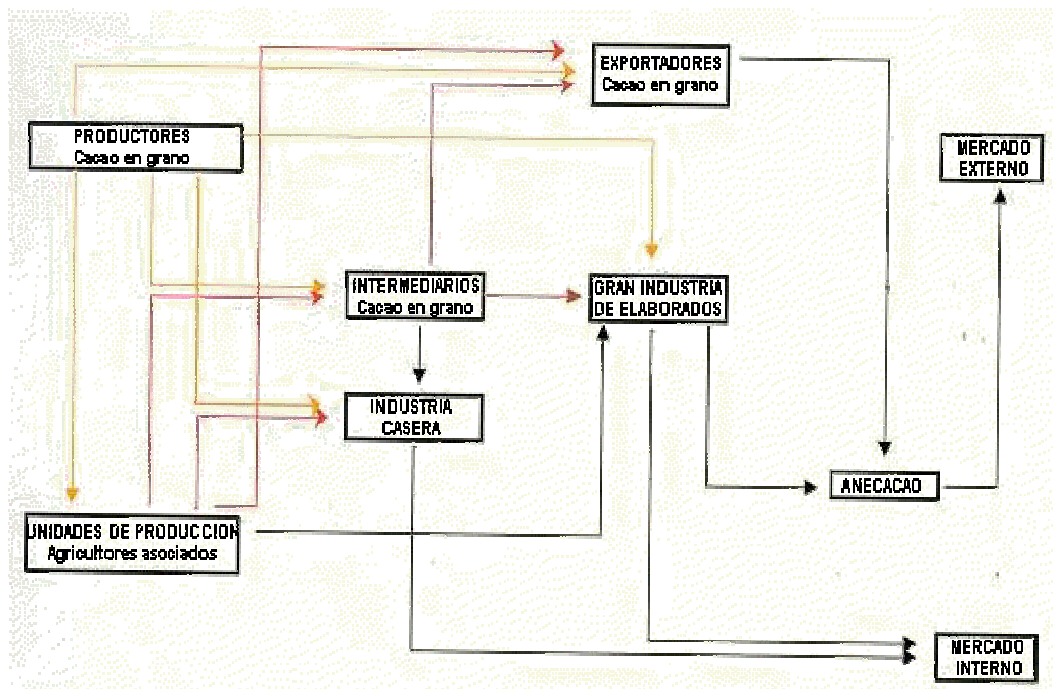 EXPORTADORES
Cacao en grano
PRODUCTORES
Cacao en grano
MERCADO
EXTERNO
INTERMEDIARIOS
Cacao en grano
GRAN INDUSTRIA
DE ELABORADOS
INDUSTRIA
CASERA
ANECACAO
UNIDADES DE PRODUCCION
Agricultores asociados
MERCADO
INTERNO